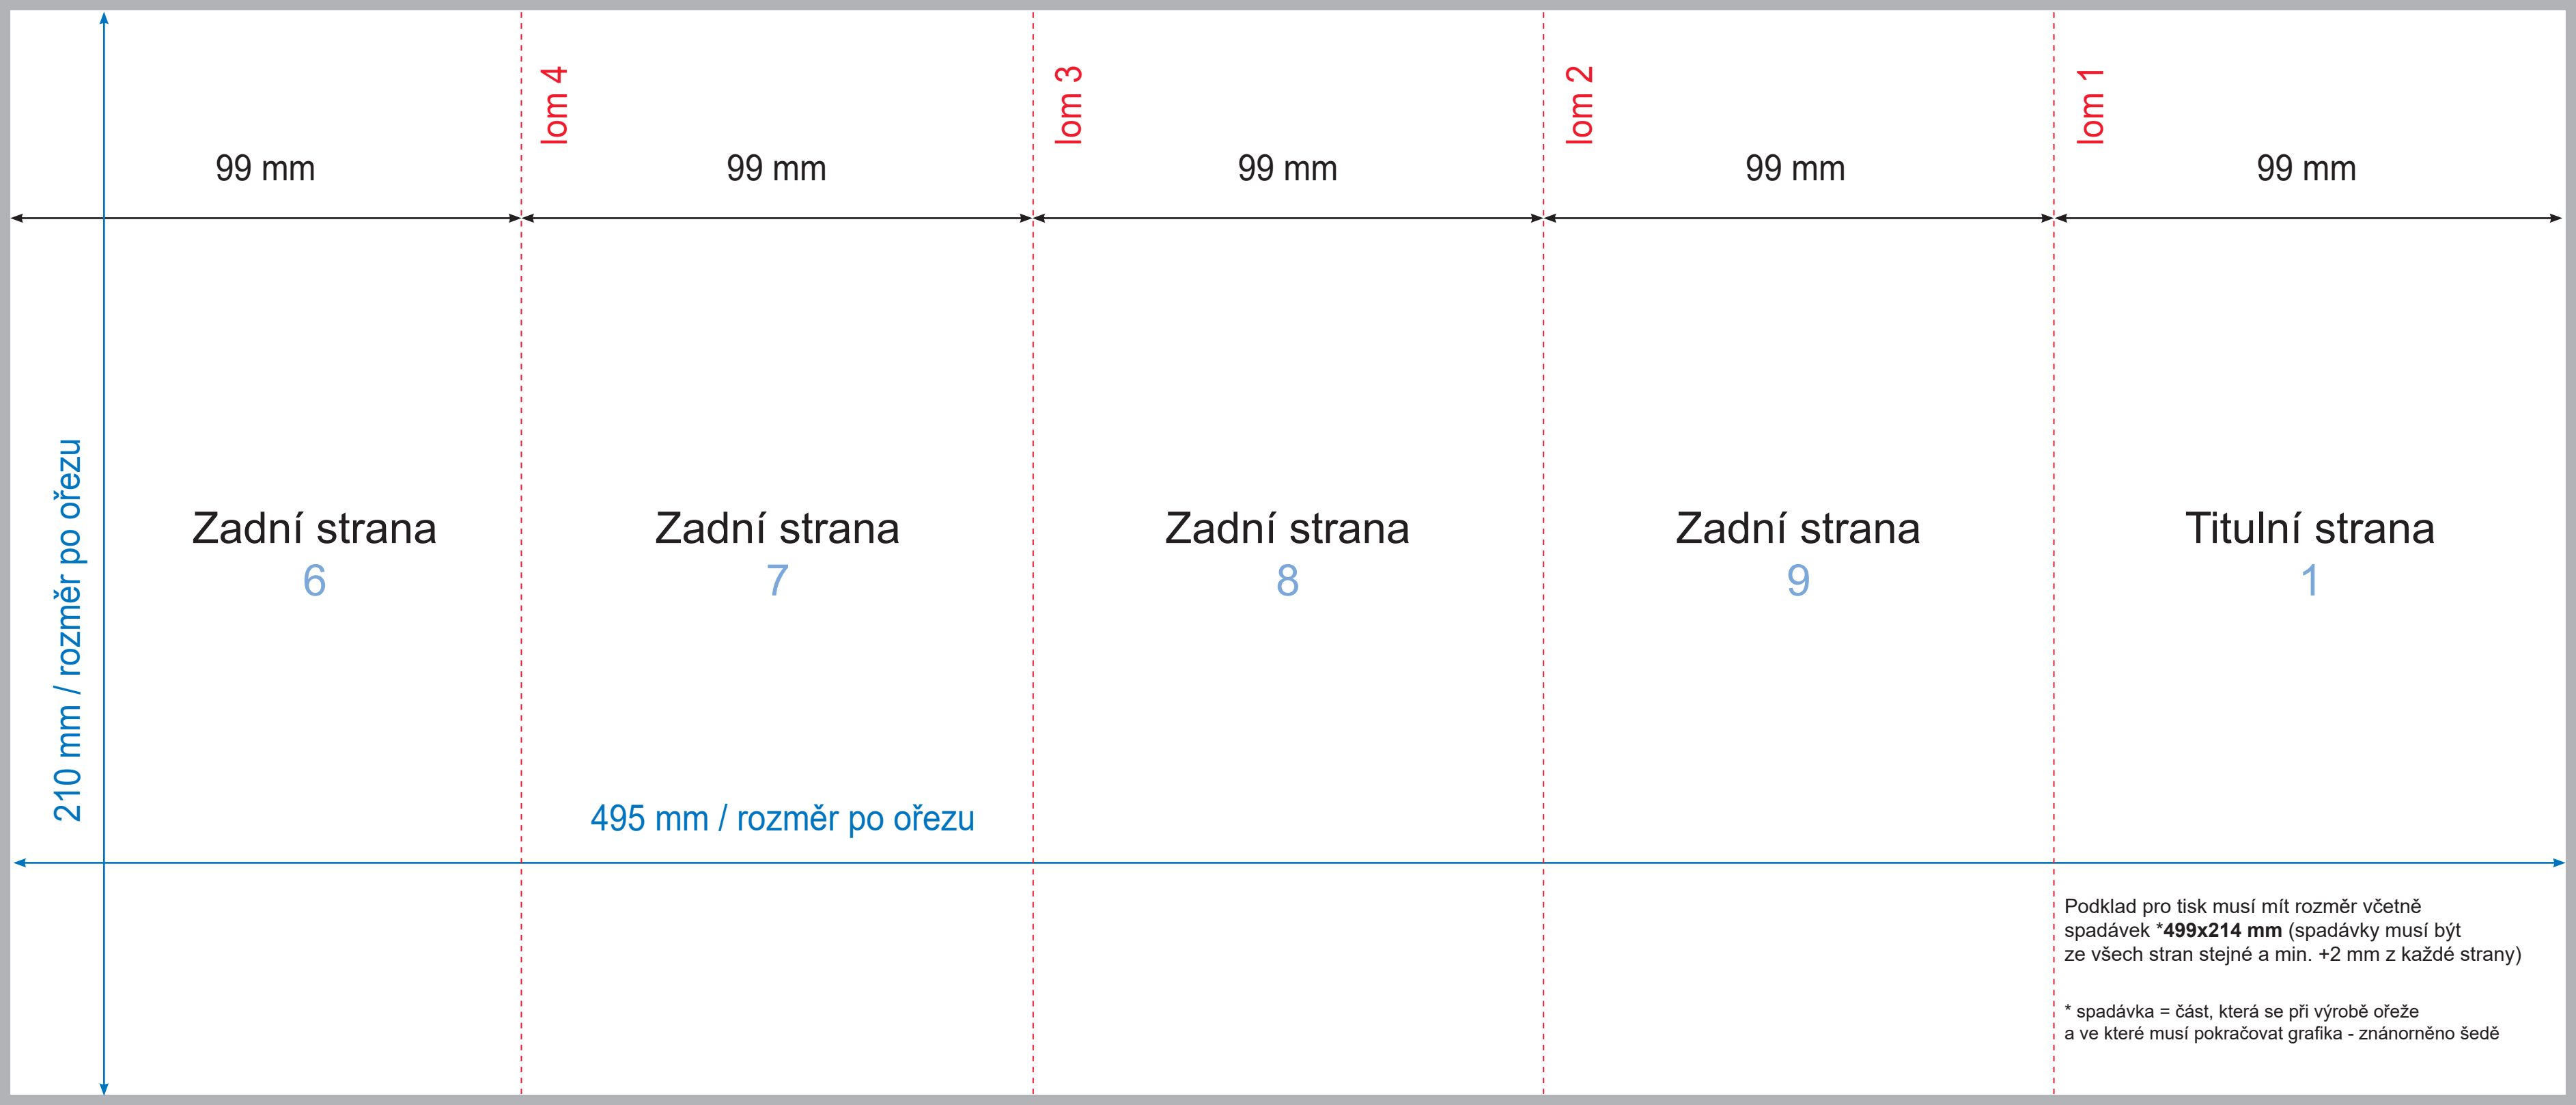 lom 4
lom 3
lom 2
lom 1
99 mm
99 mm
99 mm
99 mm
99 mm
210 mm / rozměr po ořezu
Zadní strana
6
Zadní strana
7
Zadní strana
8
Zadní strana
9
Titulní strana
1
495 mm / rozměr po ořezu
Podklad pro tisk musí mít rozměr včetně
spadávek *499x214 mm (spadávky musí být
ze všech stran stejné a min. +2 mm z každé strany)
* spadávka = část, která se při výrobě ořeže
a ve které musí pokračovat grafika - znánorněno šedě